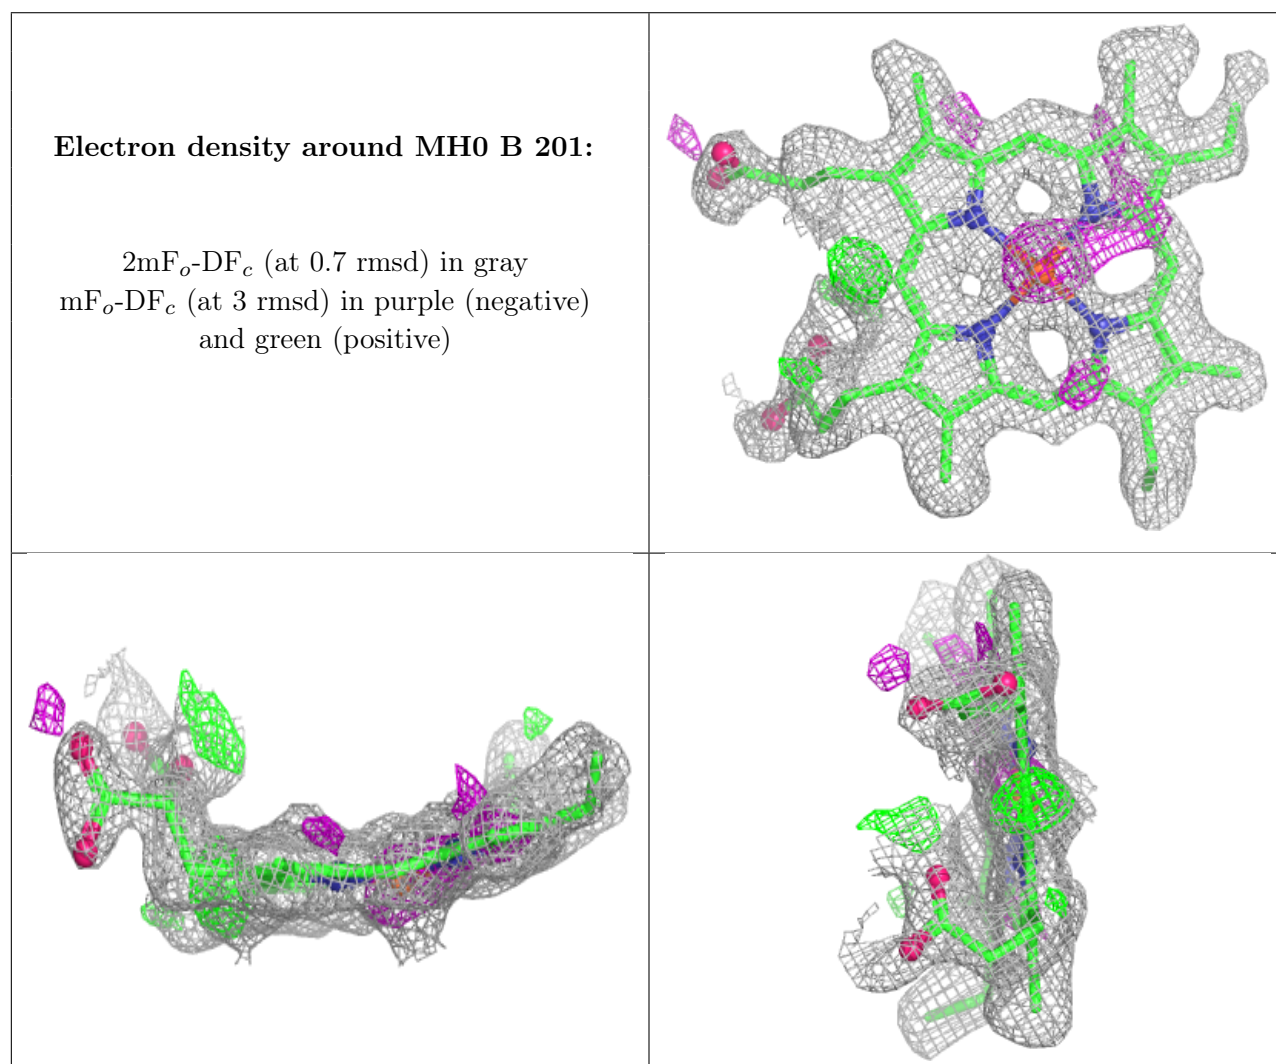 Electron density around MH0 B 201:
2mFo-DFc (at 0.7 rmsd) in gray
mFo-DFc (at 3 rmsd) in purple (negative)
and green (positive)